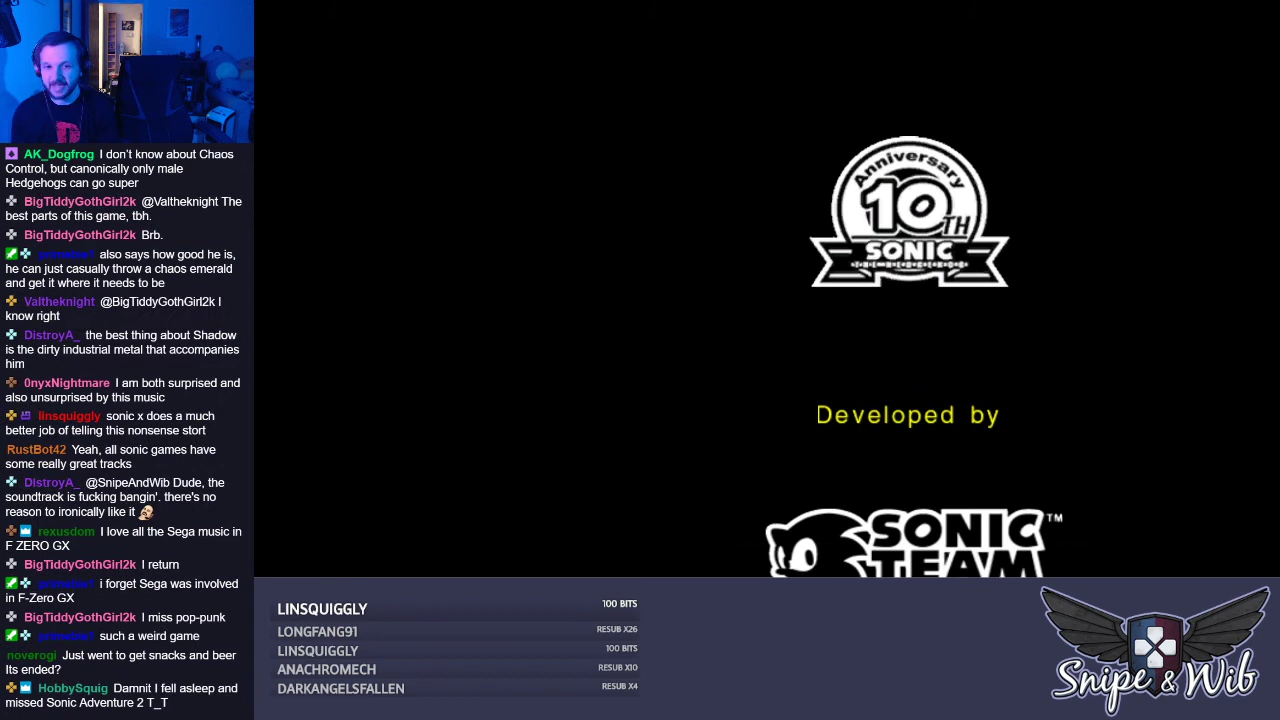 AK_Dogfrog I don't know about Chaos
Control, but canonically only male
Hedgehogs can go super
BigTiddyGothGirl2k @Valtheknight The
best parts of this game, tbh.
BigTiddyGothGirl2k Brb.
also says how good he is,
he can just casually throw a chaos emerald
and get it where it needs to be
Valtheknight @BigTiddyGothGirl2k I
know right
DistroyA_ the best thing about Shadow
is the dirty industrial metal that accompanies
him
0nyxNightmare I am both surprised and
also unsurprised by this music
linsquiggly sonic x does a much
better job of telling this nonsense stort
RustBot42 Yeah, all sonic games have
some really great tracks
DistroyA_ @SnipeAndWib Dude, the
soundtrack is fucking bangin'. there's no
reason to ironically like it
rexusdom I love all the Sega music in
F ZERO GX
BigTiddyGothGirl2k I return
i forget Sega was involved
in F-Zero GX
BigTiddyGothGirl2k I miss pop-punk
such a weird game
noverogi Just went to get snacks and beer
Its ended?
HobbySquig Damnit I fell asleep and
missed Sonic Adventure 2 T_T
Anniversary
10TH
SONIC
Developed by
SONIC TM
TEAM
LINSQUIGGLY 100 BITS
LONGFANG91 RESUB X26
LINSQUIGGLY 100 BITS
ANACHROMECH RESUB X10
DARKANGELSFALLEN RESUB X4
Snipe & Wib